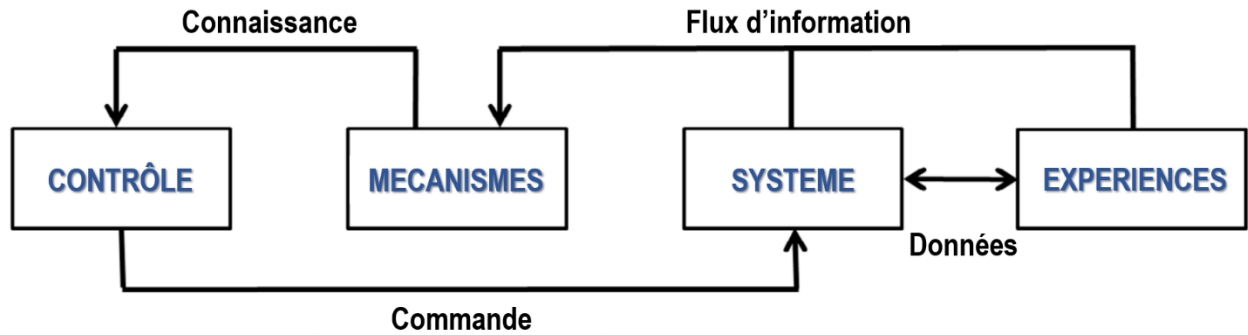 Connaissance
Flux d'information
CONTRÔLE
MECANISMES
SYSTEME
EXPERIENCES
Données
Commande